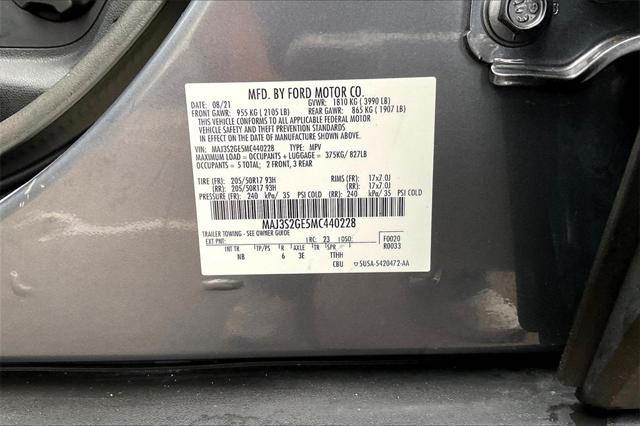 MFD. BY FORD MOTOR CO.
DATE: 08/21 GVWR: 1810 KG ( 3990 LB)
FRONT GAWR: 955 KG ( 2105 LB) REAR GAWR: 865 KG ( 1907 LB)
THIS VEHICLE CONFORMS TO ALL APPLICABLE FEDERAL MOTOR
VEHICLE SAFETY AND THEFT PREVENTION STANDARDS IN
EFFECT ON THE DATE OF MANUFACTURE SHOWN ABOVE.
VIN: MAJ3S2GE5MC440228 TYPE: MPV
MAXIMUM LOAD = OCCUPANTS + LUGGAGE = 375KG/ 827LB
OCCUPANTS = 5 TOTAL; 2 FRONT, 3 REAR
TIRE (FR): 205/50R17 93H RIMS (FR): 17x7.0J
(RR): 205/50R17 93H (RR): 17x7.0J
PRESSURE (FR): 240 kPa/ 35 PSI COLD (RR): 240 kPa/ 35 PSI COLD
MAJ3S2GE5MC440228
TRAILER TOWING - SEE OWNER GUIDE
EXT PNT: RC: 23 DSO: F0020
R0033
INT TR TP/PS R AXLE TR SPR
NB 6 3E TTHH
CBU 5U5A-5420472-AA